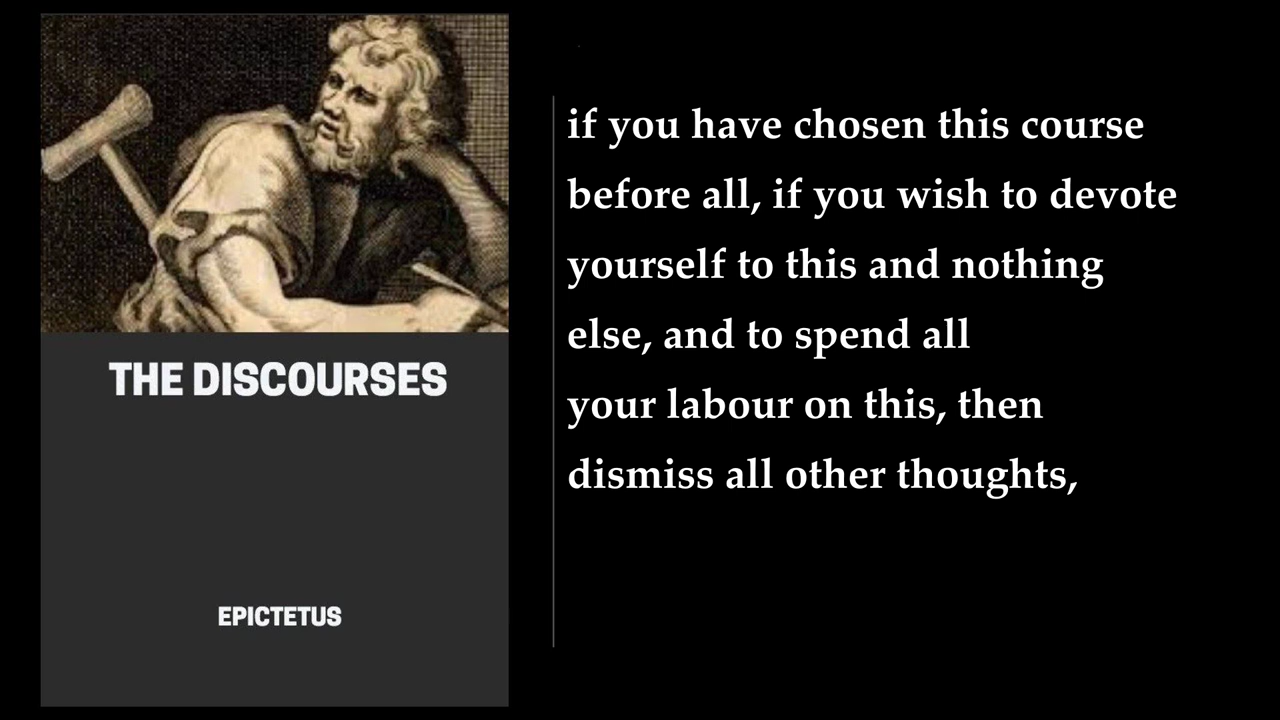 THE DISCOURSES
EPICTETUS
if you have chosen this course
before all, if you wish to devote
yourself to this and nothing
else, and to spend all
your labour on this, then
dismiss all other thoughts,